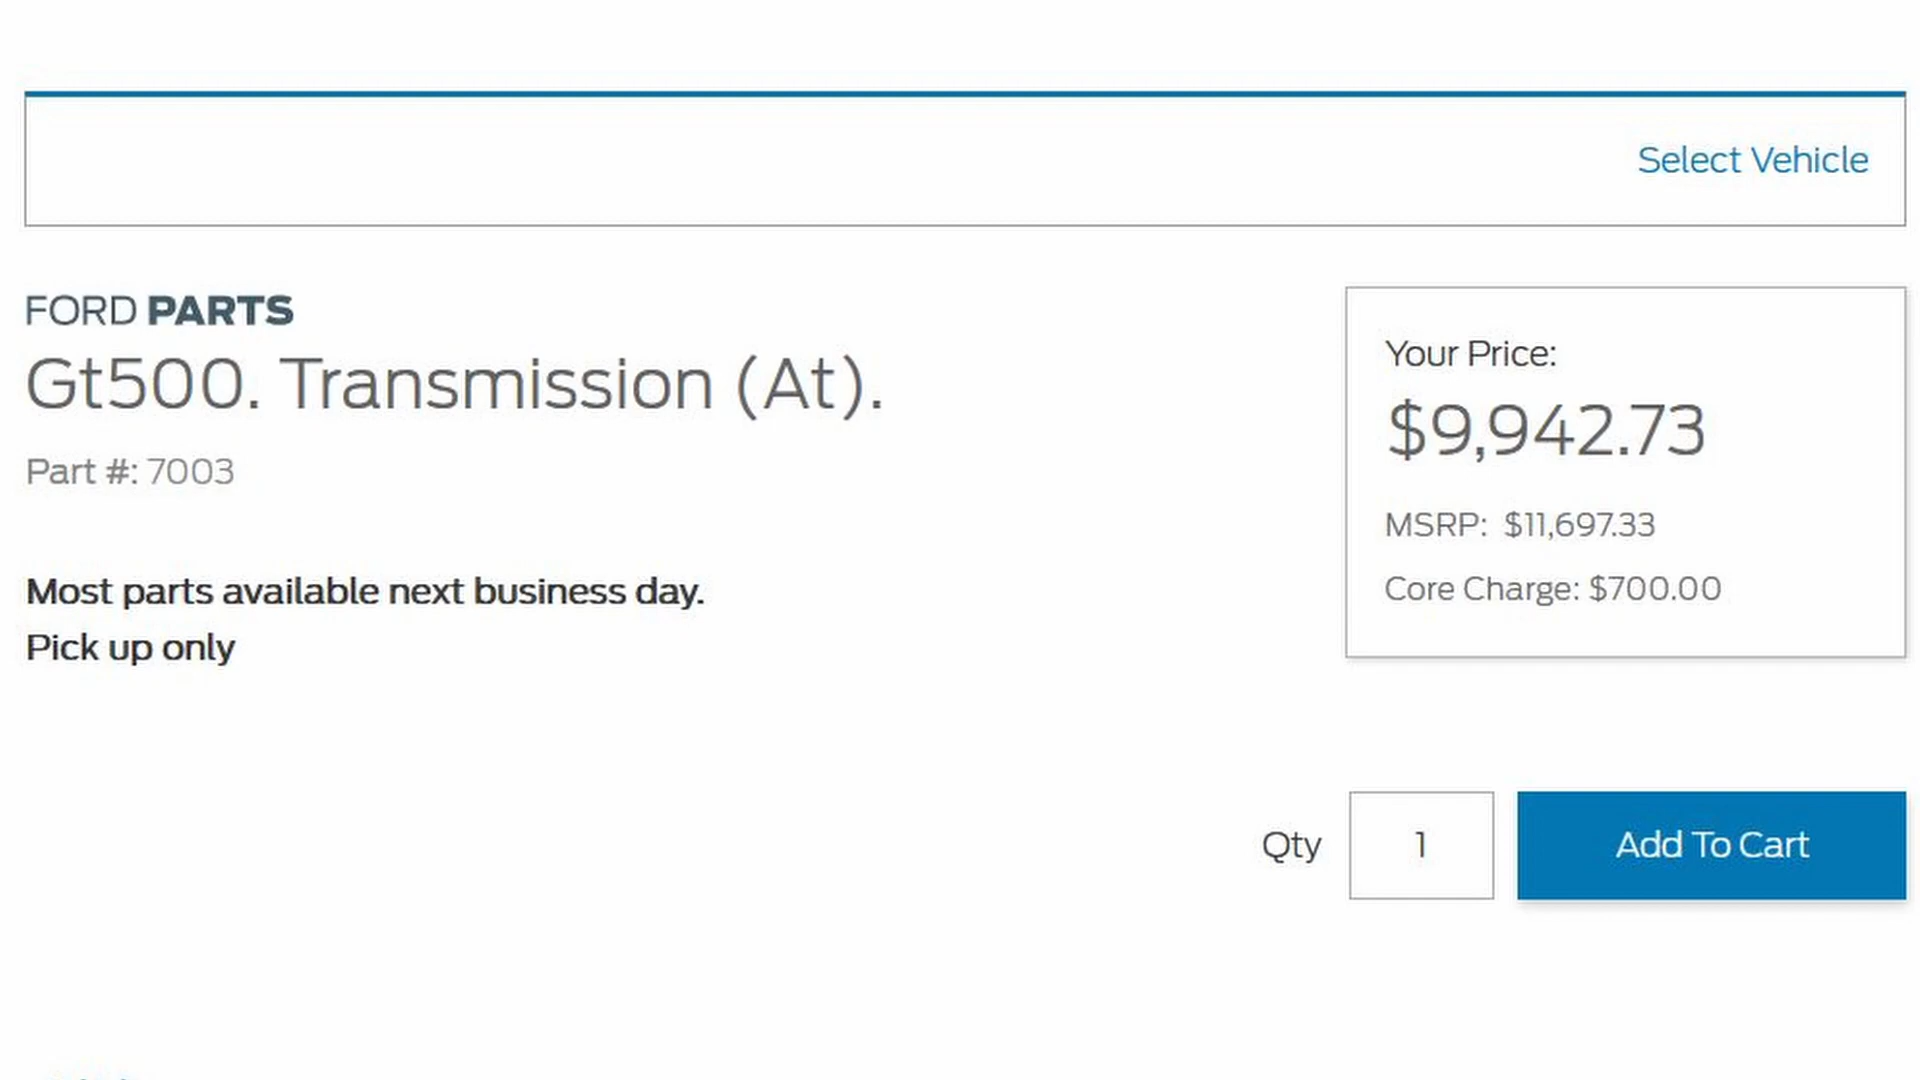 Select Vehicle
FORD PARTS
Gt500. Transmission (At).
Part #: 7003
Most parts available next business day.
Pick up only
Your Price:
$9,942.73
MSRP: $11,697.33
Core Charge: $700.00
Qty 1 Add To Cart